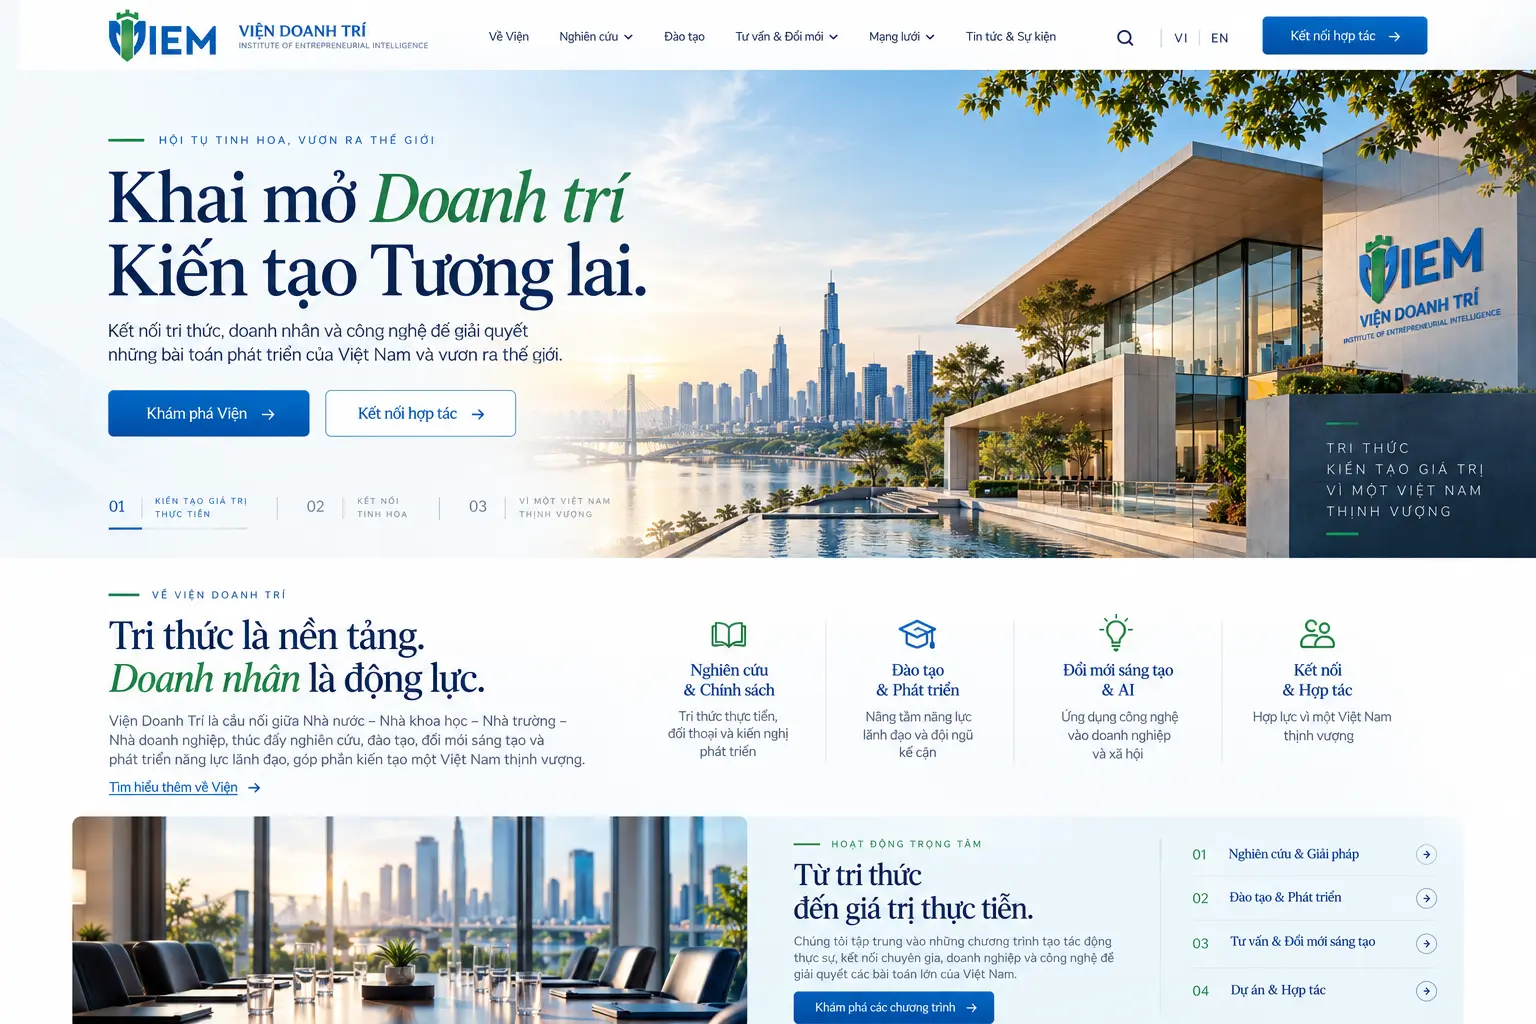 VIEM
VIỆN DOANH TRÍ
INSTITUTE OF ENTREPRENEURIAL INTELLIGENCE
Về Viện
Nghiên cứu
Đào tạo
Tư vấn & Đổi mới
Mạng lưới
Tin tức & Sự kiện
VI
EN
Kết nối hợp tác
HỘI TỤ TINH HOA, VƯƠN RA THẾ GIỚI
Khai mở Doanh trí
Kiến tạo Tương lai.
Kết nối tri thức, doanh nhân và công nghệ để giải quyết
những bài toán phát triển của Việt Nam và vươn ra thế giới.
Khám phá Viện
Kết nối hợp tác
01
KIẾN TẠO GIÁ TRỊ
THỰC TIỄN
02
KẾT NỐI
TINH HOA
03
VÌ MỘT VIỆT NAM
THỊNH VƯỢNG
VIEM
VIỆN DOANH TRÍ
INSTITUTE OF ENTREPRENEURIAL INTELLIGENCE
TRI THỨC
KIẾN TẠO GIÁ TRỊ
VÌ MỘT VIỆT NAM
THỊNH VƯỢNG
VỀ VIỆN DOANH TRÍ
Tri thức là nền tảng.
Doanh nhân là động lực.
Viện Doanh Trí là cầu nối giữa Nhà nước – Nhà khoa học – Nhà trường –
Nhà doanh nghiệp, thúc đẩy nghiên cứu, đào tạo, đổi mới sáng tạo và
phát triển năng lực lãnh đạo, góp phần kiến tạo một Việt Nam thịnh vượng.
Tìm hiểu thêm về Viện
Nghiên cứu
& Chính sách
Tri thức thực tiễn,
đối thoại và kiến nghị
phát triển
Đào tạo
& Phát triển
Nâng tầm năng lực
lãnh đạo và đội ngũ
kế cận
Đổi mới sáng tạo
& AI
Ứng dụng công nghệ
vào doanh nghiệp
và xã hội
Kết nối
& Hợp tác
Hợp lực vì một Việt Nam
thịnh vượng
HOẠT ĐỘNG TRỌNG TÂM
Từ tri thức
đến giá trị thực tiễn.
Chúng tôi tập trung vào những chương trình tạo tác động
thực sự, kết nối chuyên gia, doanh nghiệp và công nghệ để
giải quyết các bài toán lớn của Việt Nam.
Khám phá các chương trình
01
Nghiên cứu & Giải pháp
02
Đào tạo & Phát triển
03
Tư vấn & Đổi mới sáng tạo
04
Dự án & Hợp tác